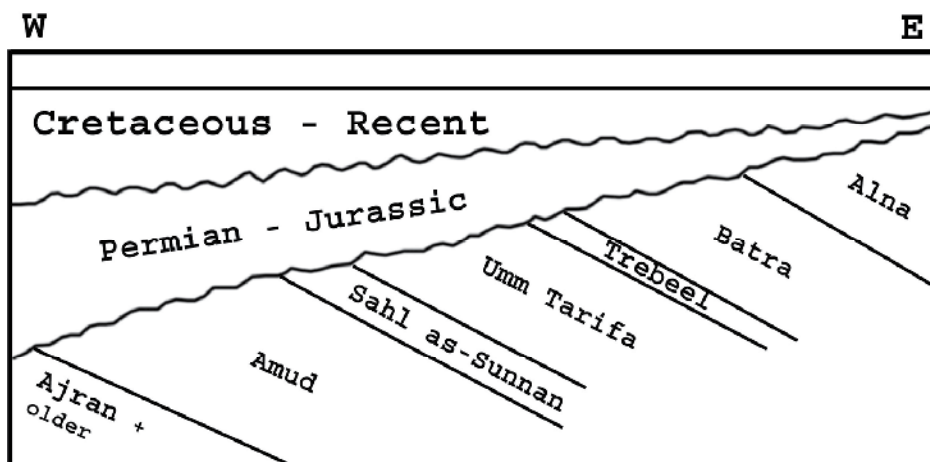 W
E
Cretaceous - Recent
Permian - Jurassic
Alna
Batra
Trebeel
Umm Tarifa
Sahl as-Sunnan
Amud
Ajran +
older